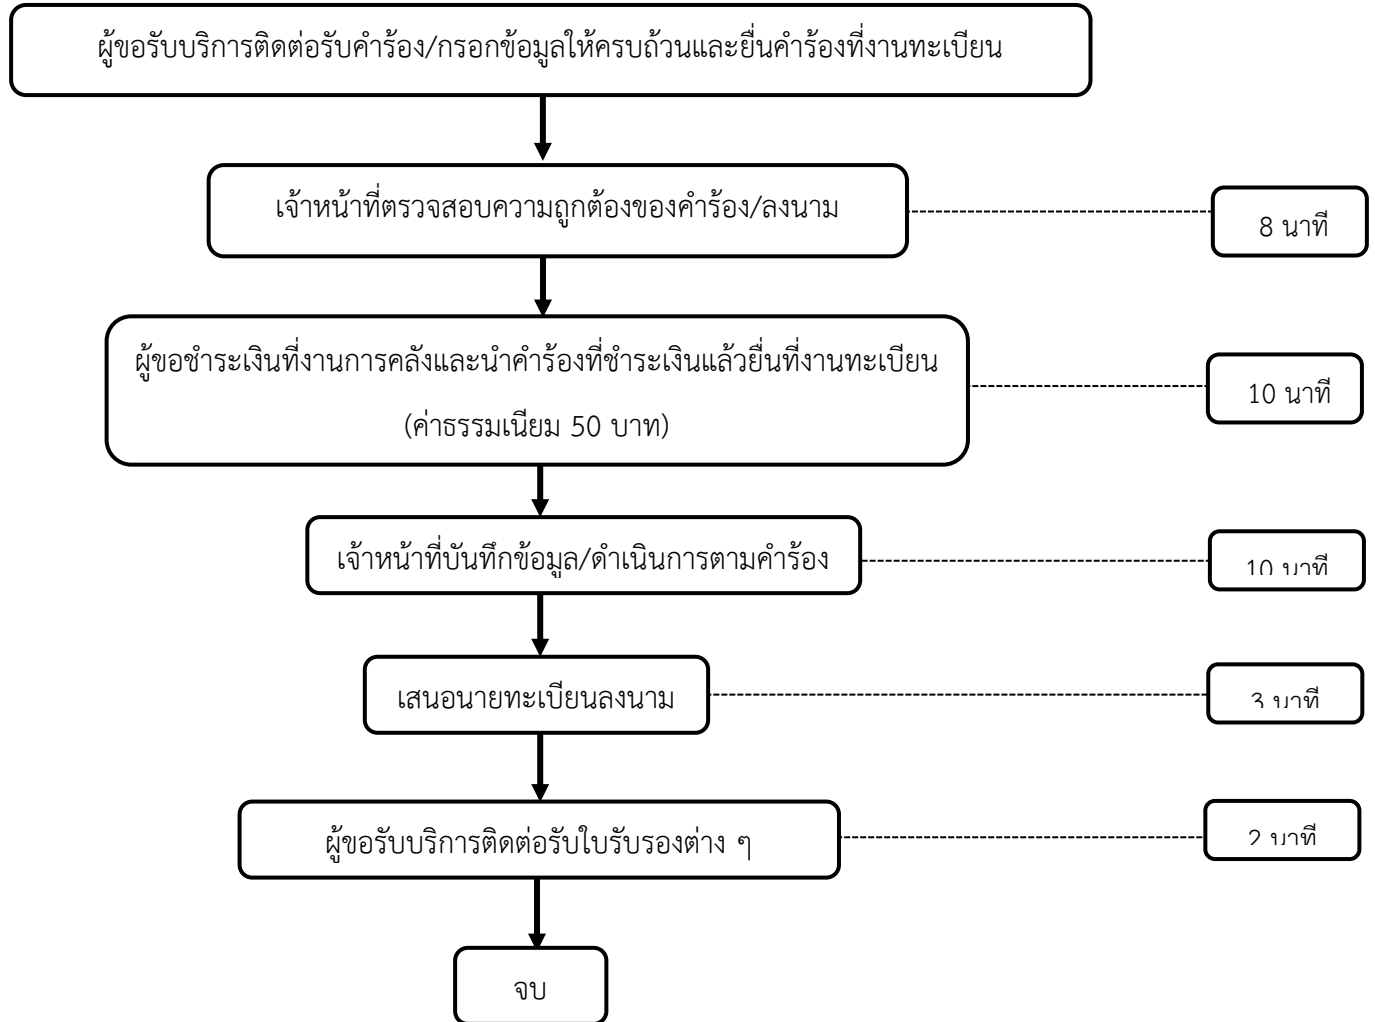 ผู้ขอรับบริการติดต่อรับคำร้อง/กรอกข้อมูลให้ครบถ้วนและยื่นคำร้องที่งานทะเบียน
เจ้าหน้าที่ตรวจสอบความถูกต้องของคำร้อง/ลงนาม
8 นาที
ผู้ขอชำระเงินที่งานการคลังและนำคำร้องที่ชำระเงินแล้วยื่นที่งานทะเบียน
(ค่าธรรมเนียม 50 บาท)
10 นาที
เจ้าหน้าที่บันทึกข้อมูล/ดำเนินการตามคำร้อง
10 นาที
เสนอนายทะเบียนลงนาม
3 นาที
ผู้ขอรับบริการติดต่อรับใบรับรองต่าง ๆ
2 นาที
จบ